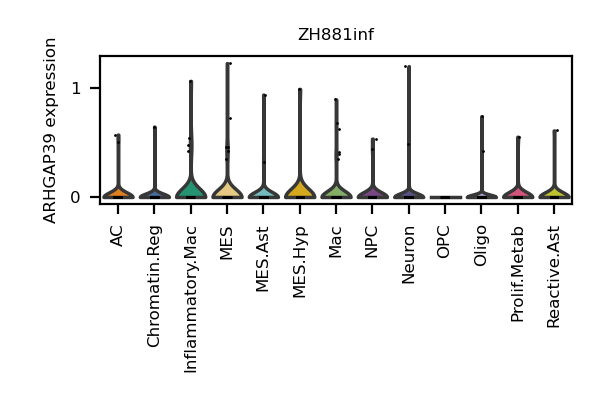 ZH881inf
ARHGAP39 expression
1
0
AC
Chromatin.Reg
Inflammatory.Mac
MES
MES.Ast
MES.Hyp
Mac
NPC
Neuron
OPC
Oligo
Prolif.Metab
Reactive.Ast